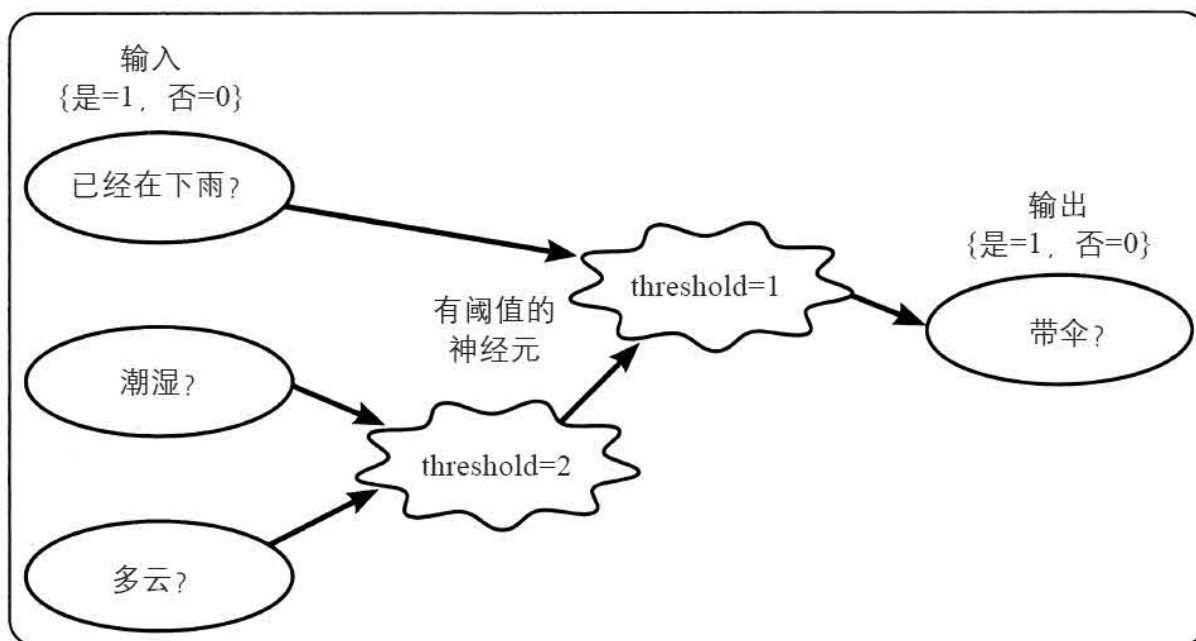 输入
{是=1，否=0}
已经在下雨?
输出
{是=1，否=0}
threshold=1
有阈值的
神经元
带伞?
潮湿?
threshold=2
多云?